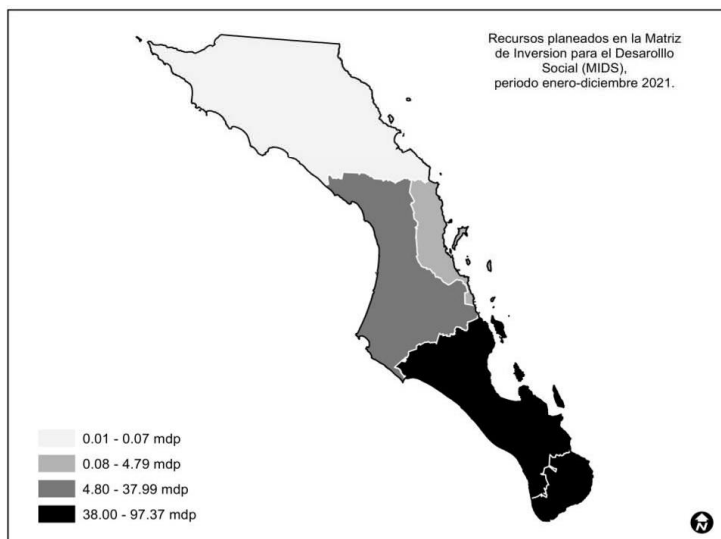 Recursos planeados en la Matriz
de Inversion para el Desarolllo
Social (MIDS),
periodo enero-diciembre 2021.
0.01 - 0.07 mdp
0.08 - 4.79 mdp
4.80 - 37.99 mdp
38.00 - 97.37 mdp
N